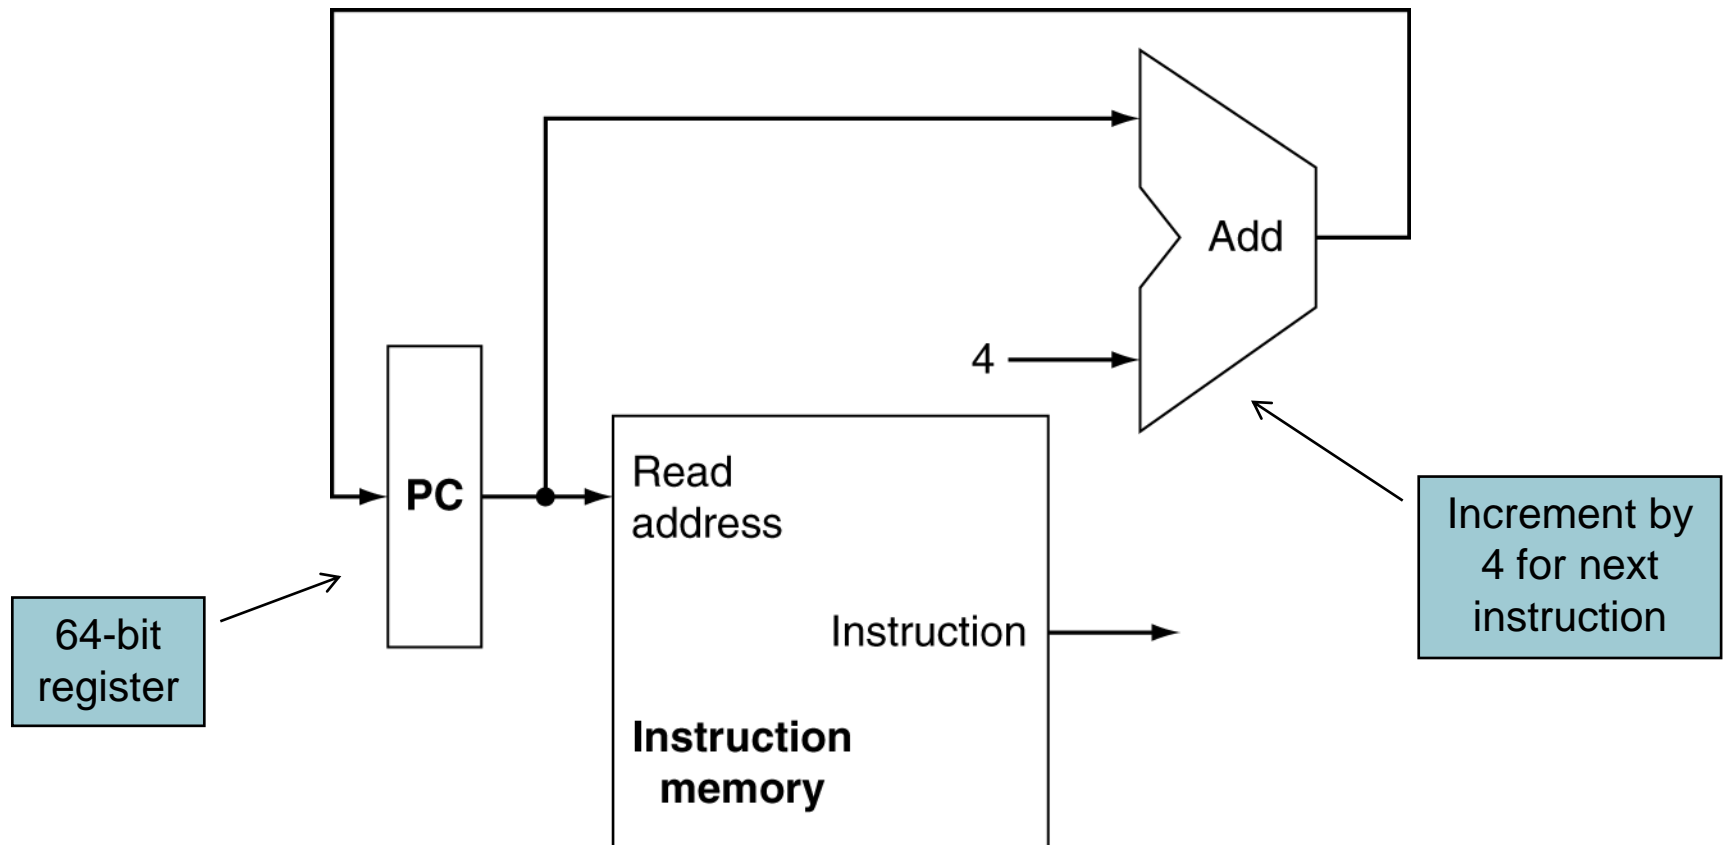 Add
4
PC
Read
address
Increment by
4 for next
instruction
64-bit
register
Instruction
Instruction
memory